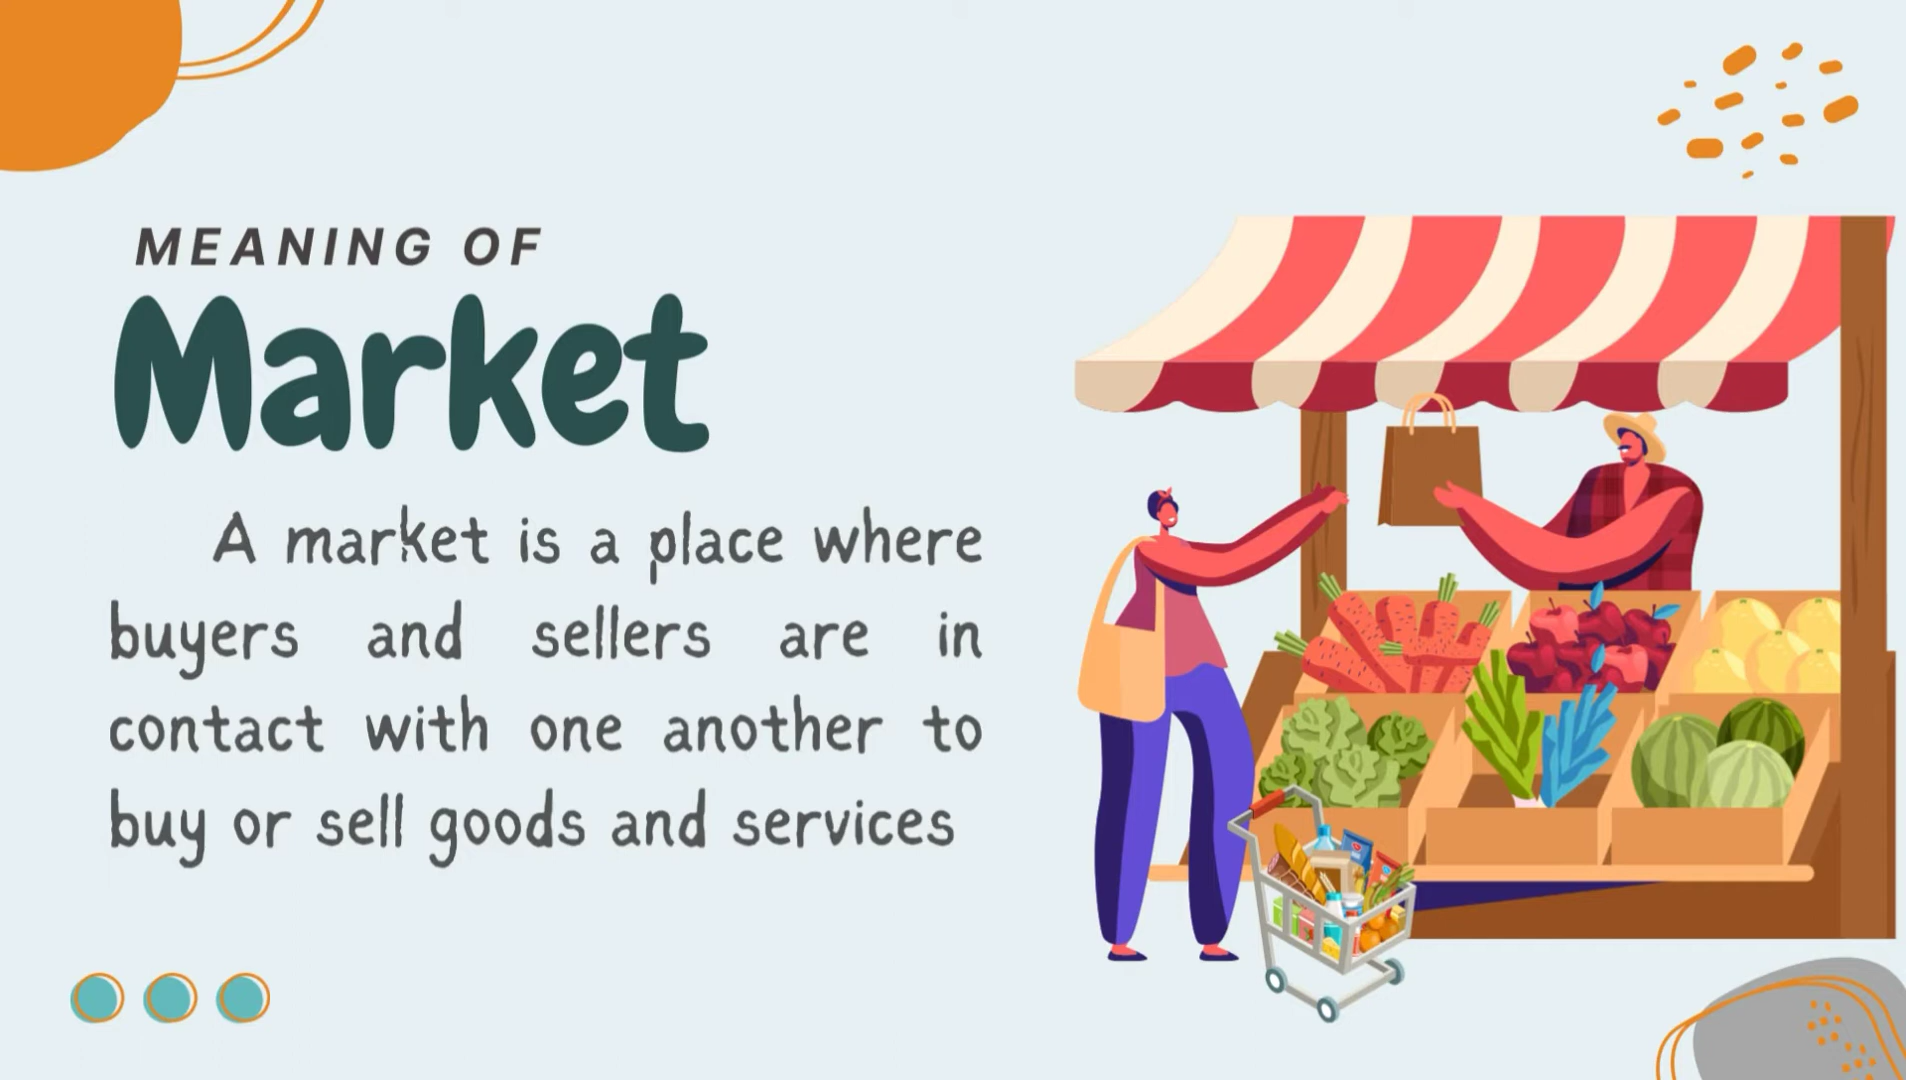 MEANING OF
Market
A market is a place where
buyers and sellers are in
contact with one another to
buy or sell goods and services